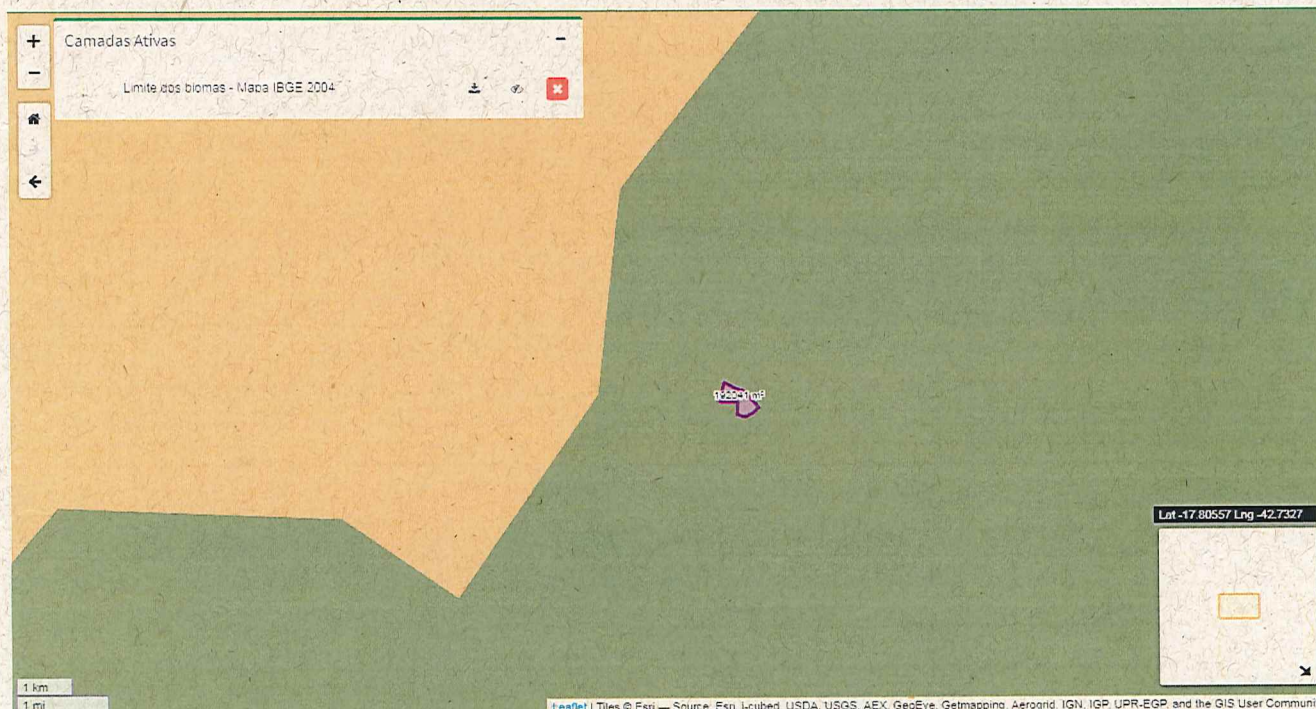 +
Camadas Ativas
−
−
Limite dos biomas - Mapa IBGE 2004
m²
Lat -17.80557 Lng -42.7327
1 km
1 mi
Leaflet | Tiles © Esri — Source: Esri, i-cubed, USDA, USGS, AEX, GeoEye, Getmapping, Aerogrid, IGN, IGP, UPR-EGP, and the GIS User Communi